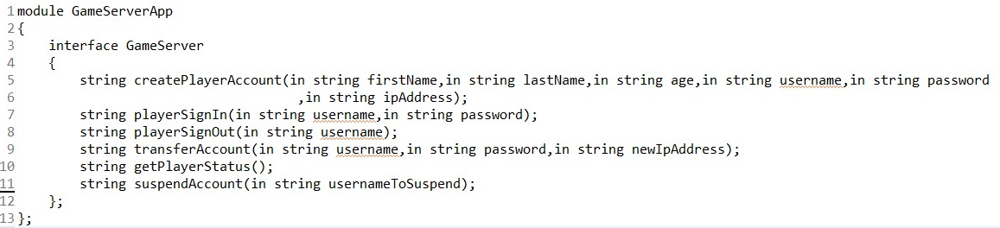 1 module GameServerApp
2 {
3     interface GameServer
4     {
5         string createPlayerAccount(in string firstName,in string lastName,in string age,in string username,in string password
6                                     ,in string ipAddress);
7         string playerSignIn(in string username,in string password);
8         string playerSignOut(in string username);
9         string transferAccount(in string username,in string password,in string newIpAddress);
10         string getPlayerStatus();
11         string suspendAccount(in string usernameToSuspend);
12     };
13 };